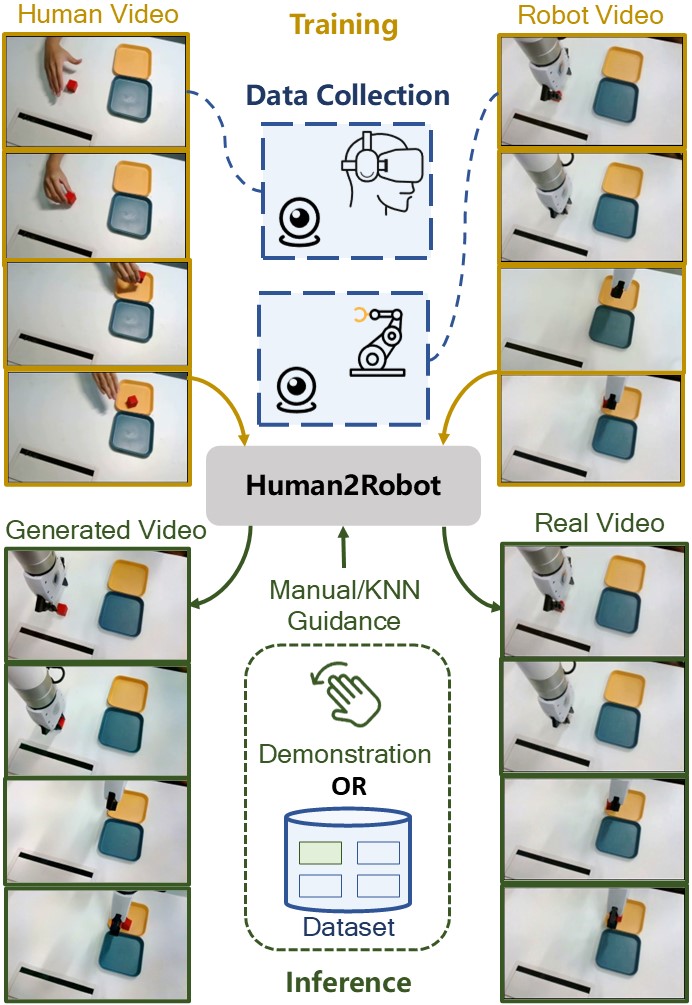 Human Video
Training
Robot Video
Data Collection
Human2Robot
Generated Video
Real Video
Manual/KNN
Guidance
Demonstration
OR
Dataset
Inference